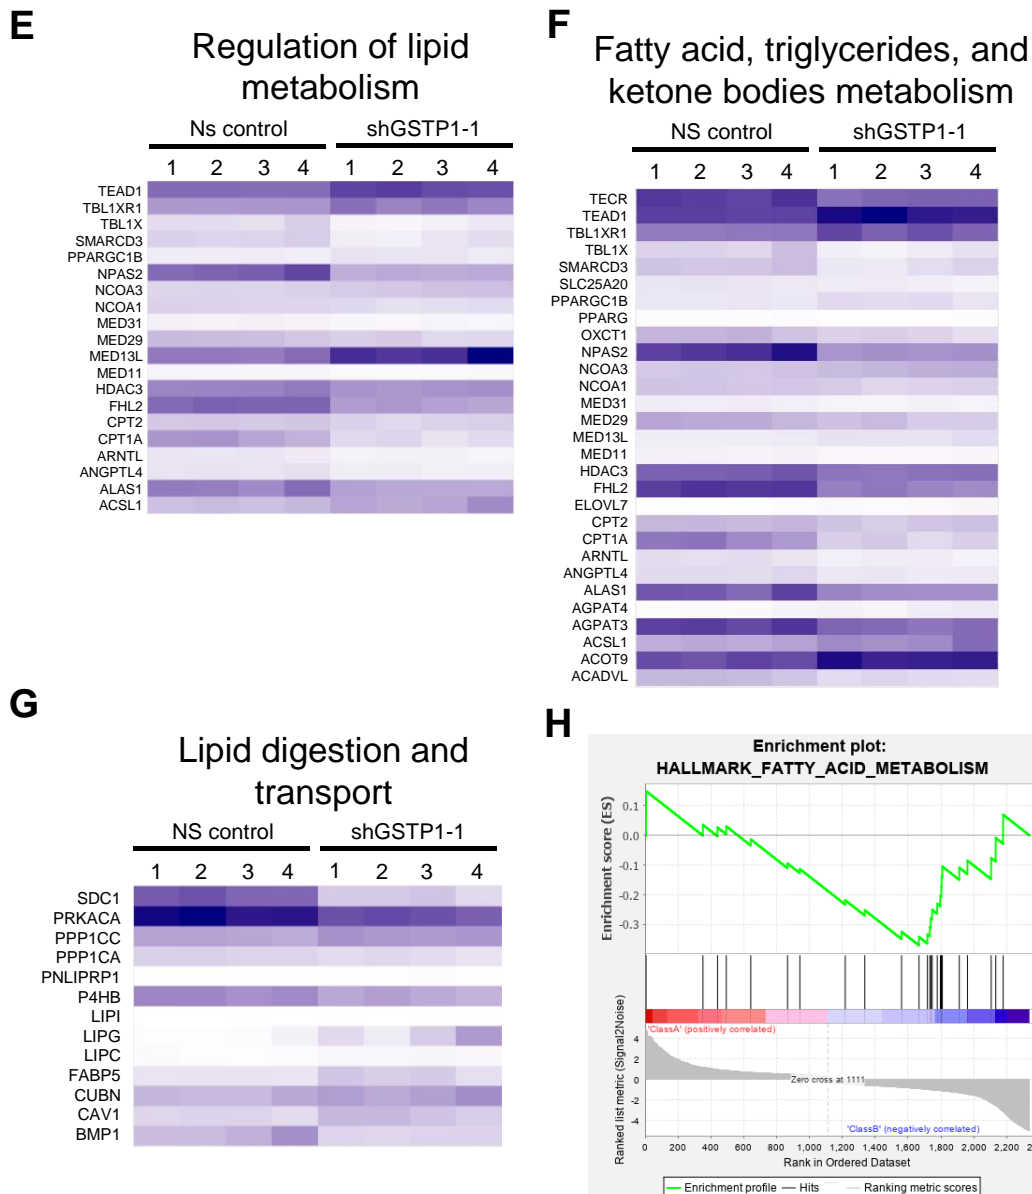 E
Regulation of lipid
metabolism
Ns control shGSTP1-1
1 2 3 4 1 2 3 4
TEAD1
TBL1XR1
TBL1X
SMARCD3
PPARGC1B
NPAS2
NCOA3
NCOA1
MED31
MED29
MED13L
MED11
HDAC3
FHL2
CPT2
CPT1A
ARNTL
ANGPTL4
ALAS1
ACSL1
F
Fatty acid, triglycerides, and
ketone bodies metabolism
NS control shGSTP1-1
1 2 3 4 1 2 3 4
TECR
TEAD1
TBL1XR1
TBL1X
SMARCD3
SLC25A20
PPARGC1B
PPARG
OXCT1
NPAS2
NCOA3
NCOA1
MED31
MED29
MED13L
MED11
HDAC3
FHL2
ELOVL7
CPT2
CPT1A
ARNTL
ANGPTL4
ALAS1
AGPAT4
AGPAT3
ACSL1
ACOT9
ACADVL
G
Lipid digestion and
transport
NS control shGSTP1-1
1 2 3 4 1 2 3 4
SDC1
PRKACA
PPP1CC
PPP1CA
PNLIPRP1
P4HB
LIPI
LIPG
LIPC
FABP5
CUBN
CAV1
BMP1
H
Enrichment plot:
HALLMARK_FATTY_ACID_METABOLISM
Enrichment score (ES)
0.1
0.0
-0.1
-0.2
-0.3
'ClassA' (positively correlated)
Ranked list metric (Signal2Noise)
4
2
0
-2
-4
Zero cross at 1111
'ClassB' (negatively correlated)
0 200 400 600 800 1,000 1,200 1,400 1,600 1,800 2,000 2,200 2
Rank in Ordered Dataset
Enrichment profile Hits Ranking metric scores